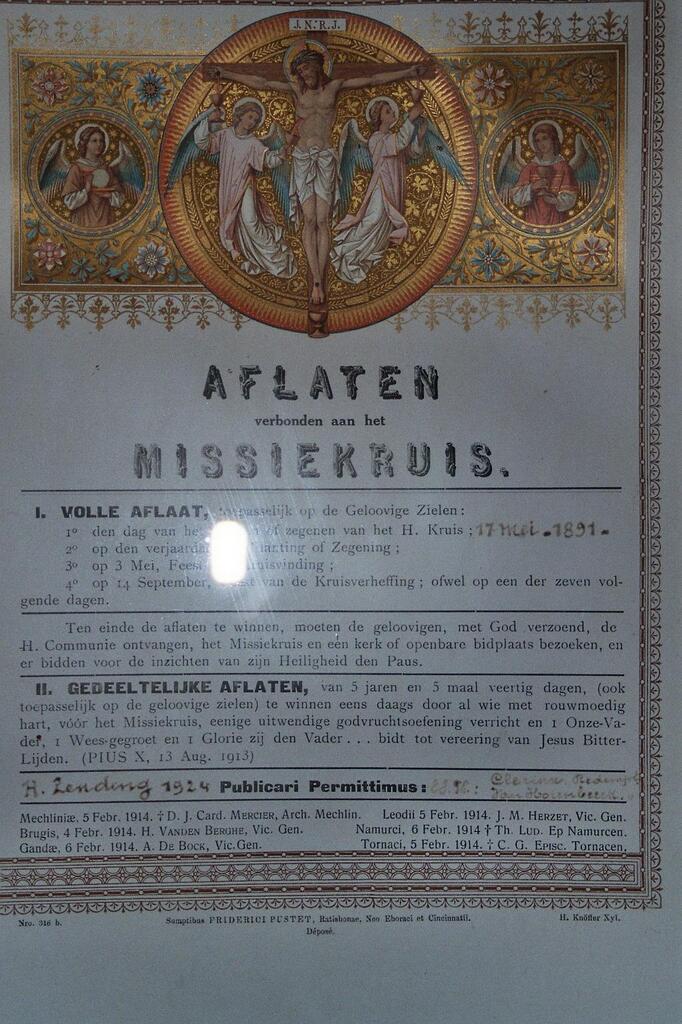 J.N.R.J.
AFLATEN
verbonden aan het
MISSIEKRUIS.
I. VOLLE AFLAAT, toepasselijk op de Geloovige Zielen:
1º den dag van of zegenen van het H. Kruis; 17 Mei - 1891 -
2º op den Planting of Zegening;
3º op 3 Mei, Feest Kruisvinding;
4º op 14 September, van de Kruisverheffing; ofwel op een der zeven vol-
gende dagen.
Ten einde de aflaten te winnen, moeten de geloovigen, met God verzoend, de
H. Communie ontvangen, het Missiekruis en een kerk of openbare bidplaats bezoeken, en
er bidden voor de inzichten van zijn Heiligheid den Paus.
II. GEDEELTELIJKE AFLATEN, van 5 jaren en 5 maal veertig dagen, (ook
toepasselijk op de geloovige zielen) te winnen eens daags door al wie met rouwmoedig
hart, vóór het Missiekruis, eenige uitwendige godvruchtsoefening verricht en 1 Onze-Va-
der, 1 Wees-gegroet en 1 Glorie zij den Vader... bidt tot vereering van Jesus Bitter-
Lijden. (PIUS X, 13 Aug. 1913)
H. Zending 1924 Publicari Permittimus:
Mechliniæ, 5 Febr. 1914. † D. J. Card. MERCIER, Arch. Mechlin.
Brugis, 4 Febr. 1914. H. VANDEN BERGHE, Vic. Gen.
Gandæ, 6 Febr. 1914. A. DE BOCK, Vic. Gen.
Leodii 5 Febr. 1914. J. M. HERZET, Vic. Gen.
Namurci, 6 Febr. 1914 † TH. LUD. Ep Namurcen.
Tornaci, 5 Febr. 1914. † C. G. EPISC. TORNACEN,
Nro. 316 b.
Sumptibus FRIDERICI PUSTET, Ratisbonae, Neo Eboraci et Cincinnatii.
H. Knöfler Xyl.
Déposé.